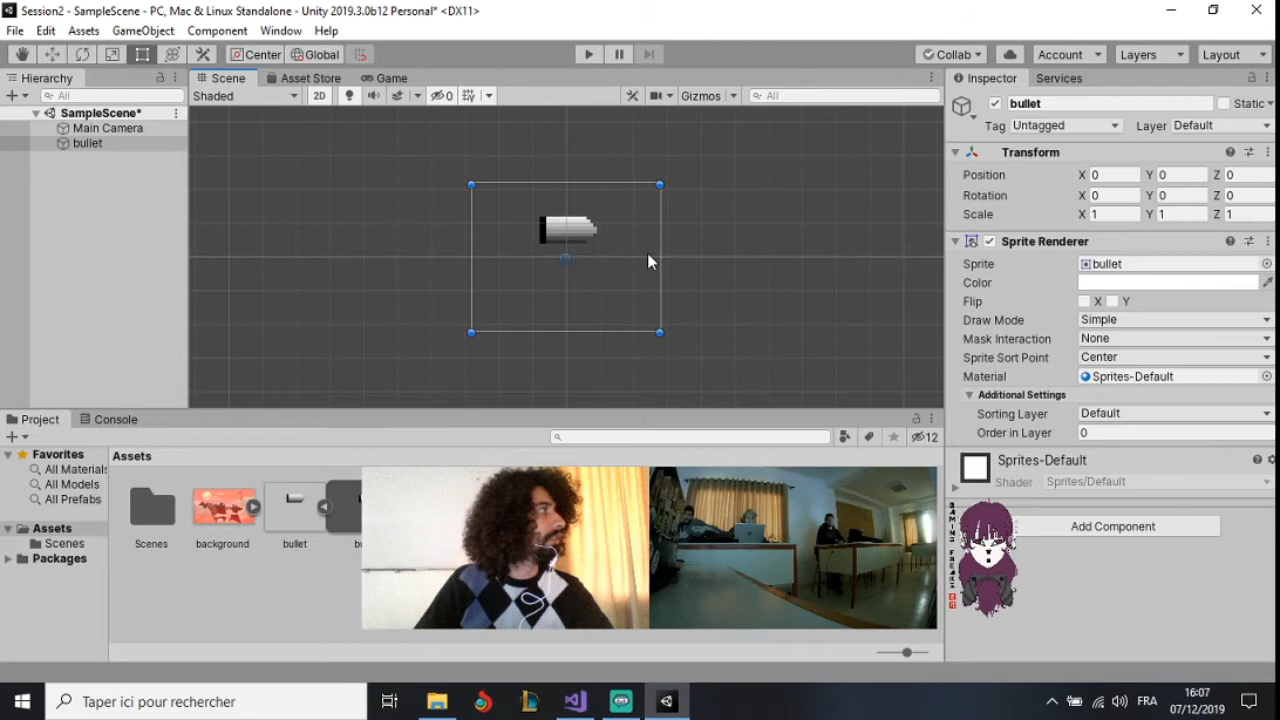 Session2 - SampleScene - PC, Mac & Linux Standalone - Unity 2019.3.0b12 Personal* <DX11>
File Edit Assets GameObject Component Window Help
Center Global Collab Account Layers Layout
Hierarchy Scene Asset Store Game Inspector Services
All Shaded 2D 0 Gizmos All bullet Static
SampleScene*
Main Camera
bullet
Tag Untagged Layer Default
Transform
Position X 0 Y 0 Z 0
Rotation X 0 Y 0 Z 0
Scale X 1 Y 1 Z 1
Sprite Renderer
Sprite bullet
Color
Flip X Y
Draw Mode Simple
Mask Interaction None
Sprite Sort Point Center
Material Sprites-Default
Additional Settings
Sorting Layer Default
Order in Layer 0
Sprites-Default
Shader Sprites/Default
Add Component
Project Console
12
Favorites
All Materials
All Models
All Prefabs
Assets
Scenes
Packages
Assets
Scenes background bullet
GAMING FREAKS
Taper ici pour rechercher
FRA
16:07
07/12/2019